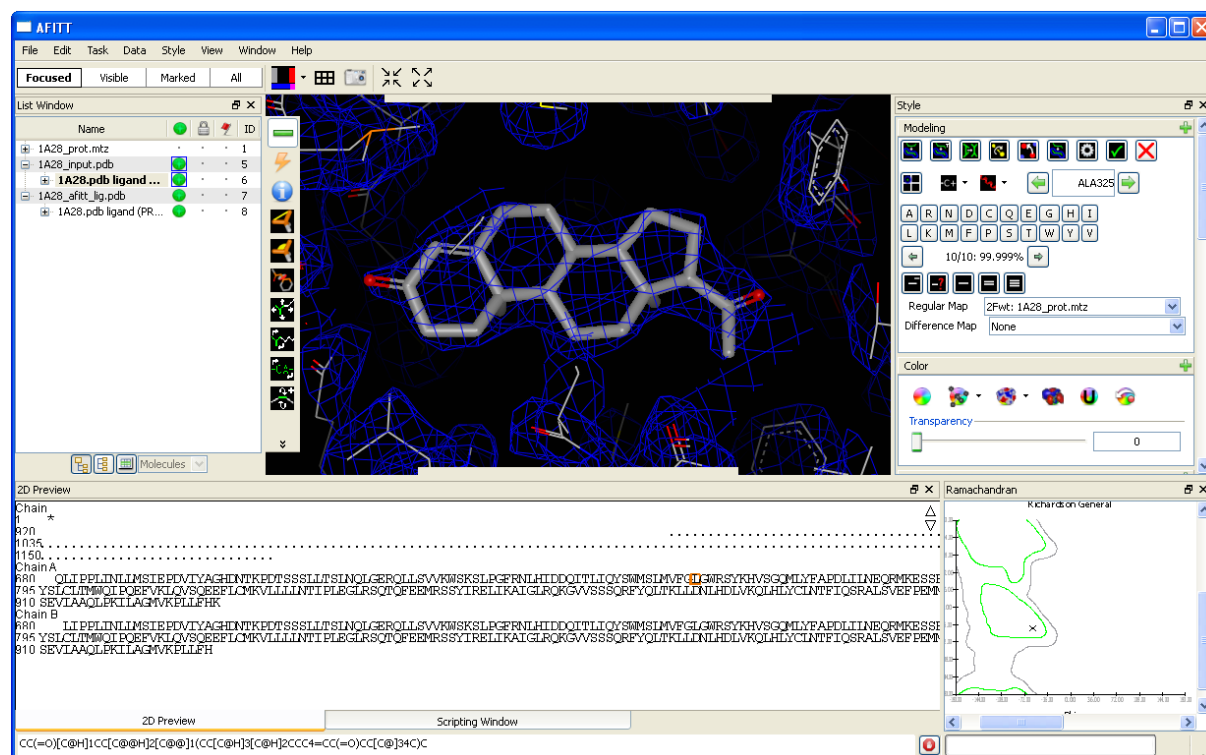 AFITT
File Edit Task Data Style View Window Help
Focused Visible Marked All
List Window
Name ID
1A28_prot.mtz 1
1A28_input.pdb 5
1A28.pdb ligand ... 6
1A28_afitt_lig.pdb 7
1A28.pdb ligand (PR... 8
Molecules
Style
Modeling
C+
ALA325
A R N D C Q E G H I
L K M F P S T W Y V
10/10: 99.999%
Regular Map 2Fwt: 1A28_prot.mtz
Difference Map None
Color
Transparency
0
2D Preview
Chain
1 *
920
1035
1150
Chain A
680 QLIPPLINLLMSIEPDVIYAGHDNTKPDTSSSLLTSLNQLGERQLLSVVKWSKSLPGFRNLHIDDQITLIQYSWMSLMVFGLGWRSYKHVSGQMLYFAPDLILNEQRMKESSF
795 YSLCLTMWQIPQEFVKLQVSQEEFLCMKVLLLLNTIPLEGLRSQTQFEEMRSSYIRELIKAIGLRQKGVVSSSQRFYQLTKLLDNLHDLVKQLHLYCLNTFIQSRALSVEFPEMM
910 SEVIAAQLPKILAGMVKPLLFHK
Chain B
680 LIPPLINLLMSIEPDVIYAGHDNTKPDTSSSLLTSLNQLGERQLLSVVKWSKSLPGFRNLHIDDQITLIQYSWMSLMVFGLGWRSYKHVSGQMLYFAPDLILNEQRMKESSF
795 YSLCLTMWQIPQEFVKLQVSQEEFLCMKVLLLLNTIPLEGLRSQTQFEEMRSSYIRELIKAIGLRQKGVVSSSQRFYQLTKLLDNLHDLVKQLHLYCLNTFIQSRALSVEFPEMM
910 SEVIAAQLPKILAGMVKPLLFH
2D Preview Scripting Window
Ramachandran
Richardson General
CC(=O)[C@H]1CC[C@@H]2[C@@]1(CC[C@H]3[C@H]2CCC4=CC(=O)CC[C@]34C)C